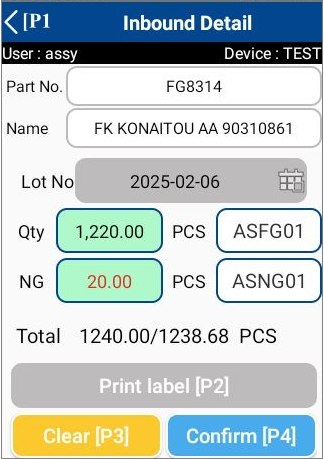 [P1 Inbound Detail
User : assy Device : TEST
Part No. FG8314
Name FK KONAITOU AA 90310861
Lot No 2025-02-06
Qty 1,220.00 PCS ASFG01
NG 20.00 PCS ASNG01
Total 1240.00/1238.68 PCS
Print label [P2]
Clear [P3] Confirm [P4]